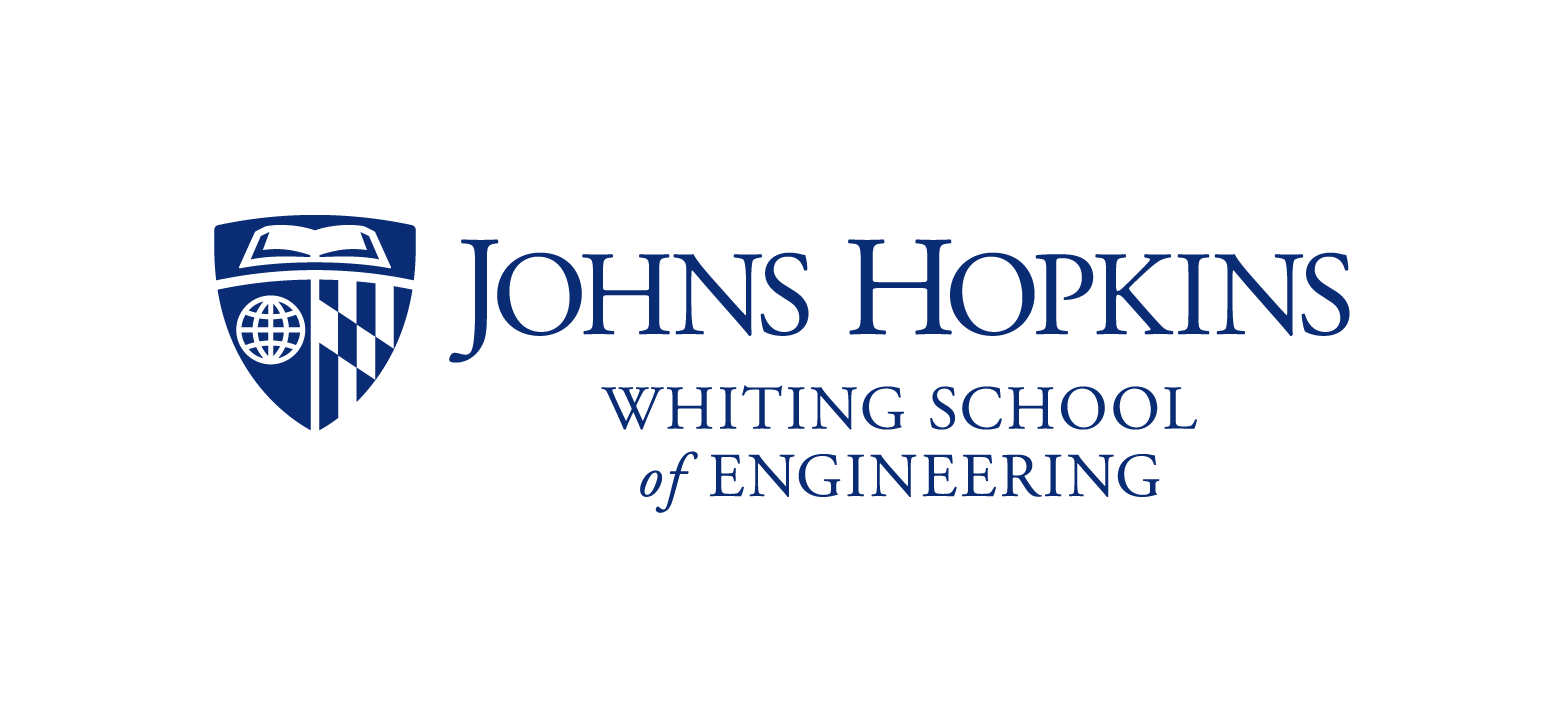 JOHNS HOPKINS
WHITING SCHOOL
of ENGINEERING